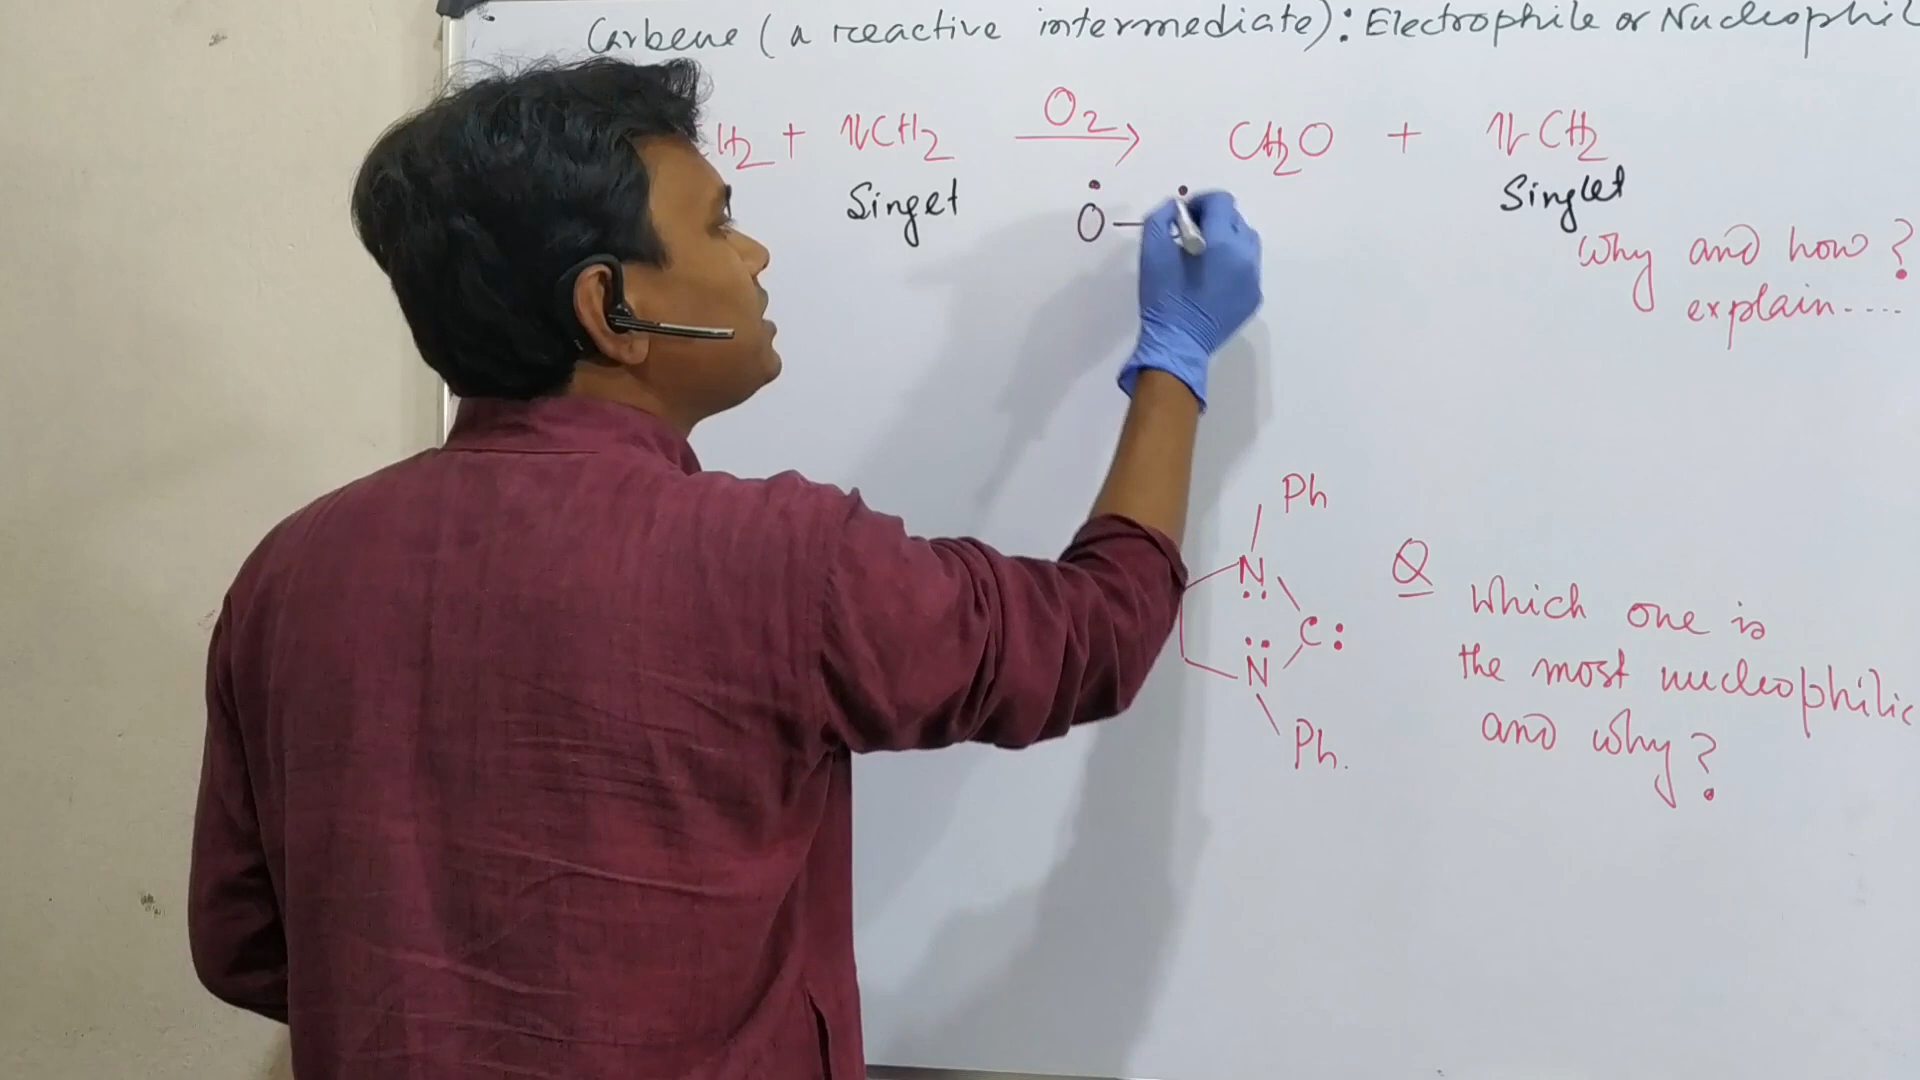 Carbene (a reactive intermediate): Electrophile or Nucleophil
H2 + ⥮CH2 O2 → CH2O + ⥮CH2
Singet Singlet
O—
why and how?
explain....
Ph
N C: N
Ph.
Q which one is
the most nucleophilic
and why?